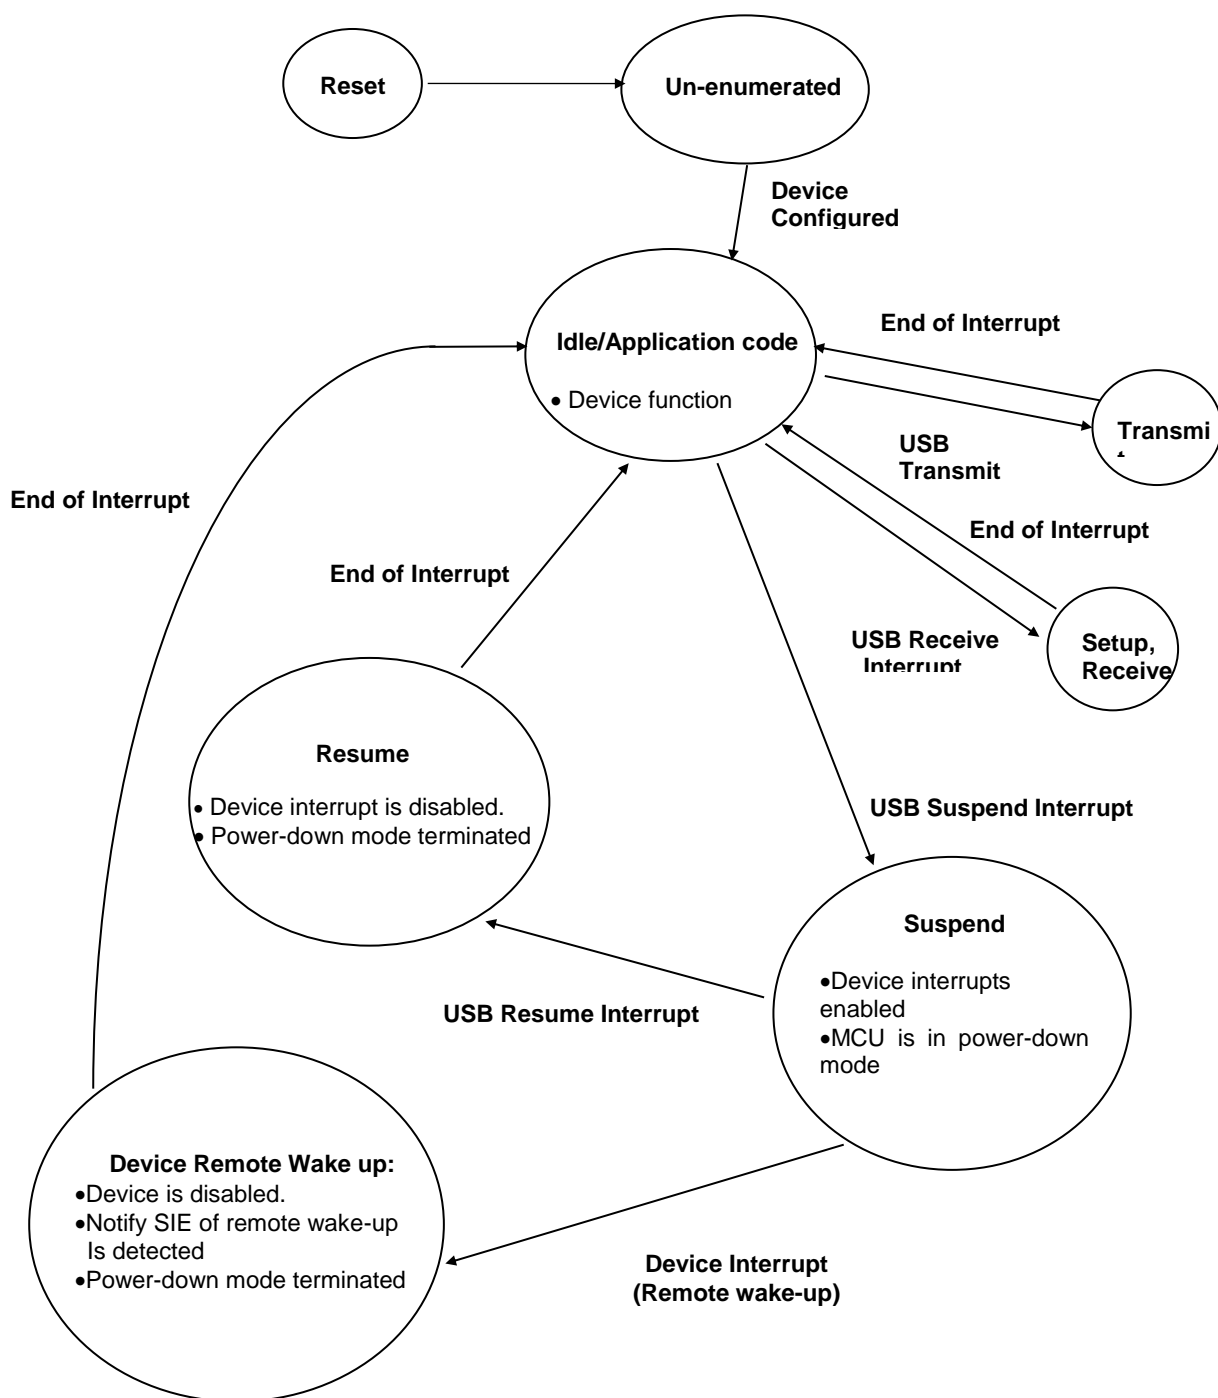 Reset
Un-enumerated
Device
Configured
Idle/Application code
• Device function
End of Interrupt
Transmi
USB
Transmit
End of Interrupt
End of Interrupt
End of Interrupt
USB Receive
Interrupt
Setup,
Receive
Resume
• Device interrupt is disabled.
• Power-down mode terminated
USB Suspend Interrupt
Suspend
•Device interrupts
enabled
•MCU is in power-down
mode
USB Resume Interrupt
Device Remote Wake up:
•Device is disabled.
•Notify SIE of remote wake-up
Is detected
•Power-down mode terminated
Device Interrupt
(Remote wake-up)